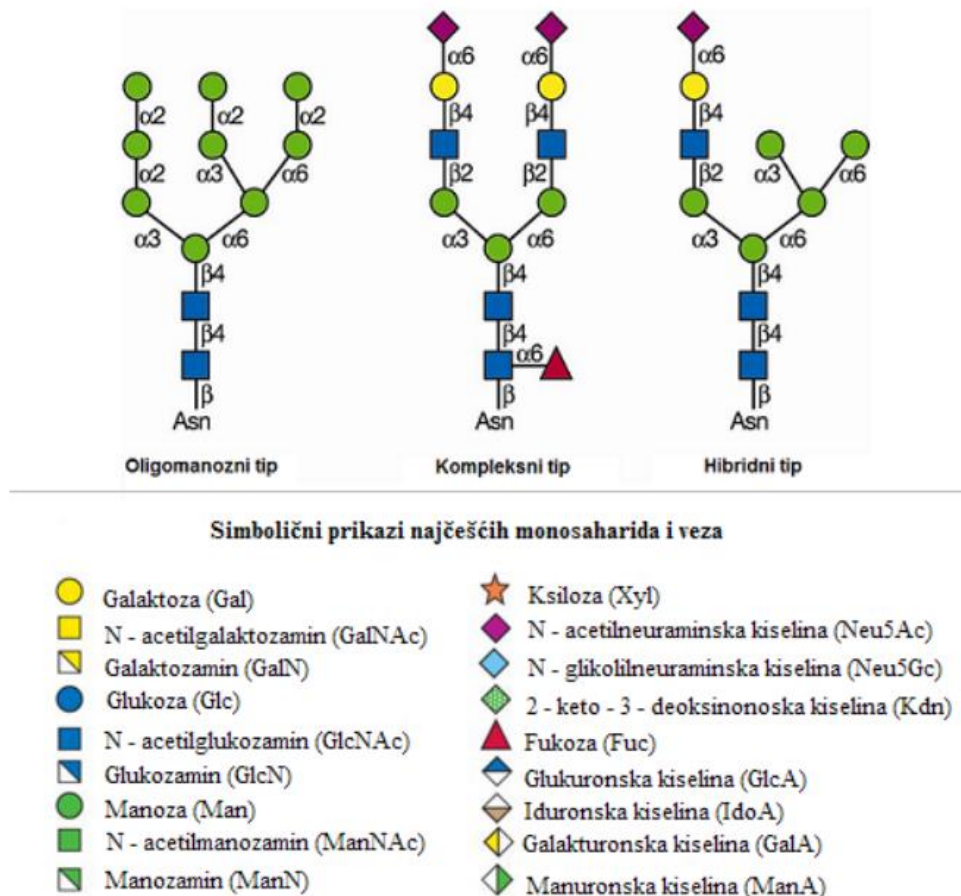 α6 α6
α2 α2 α2 β4 β4 α6
α2 α3 α6 β2 β2 β4
β2 α3 α6
α3 α6 α3 α6 α3 α6
β4 β4 β4
β4 β4 β4
α6
β β β
Asn Asn Asn
Oligomanozni tip Kompleksni tip Hibridni tip
Simbolični prikazi najčešćih monosaharida i veza
Galaktoza (Gal)
N - acetilgalaktozamin (GalNAc)
Galaktozamin (GalN)
Glukoza (Glc)
N - acetilglukozamin (GlcNAc)
Glukozamin (GlcN)
Manoza (Man)
N - acetilmanozamin (ManNAc)
Manozamin (ManN)
Ksiloza (Xyl)
N - acetilneuraminska kiselina (Neu5Ac)
N - glikolilneuraminska kiselina (Neu5Gc)
2 - keto - 3 - deoksinonoska kiselina (Kdn)
Fukoza (Fuc)
Glukuronska kiselina (GlcA)
Iduronska kiselina (IdoA)
Galakturonska kiselina (GalA)
Manuronska kiselina (ManA)